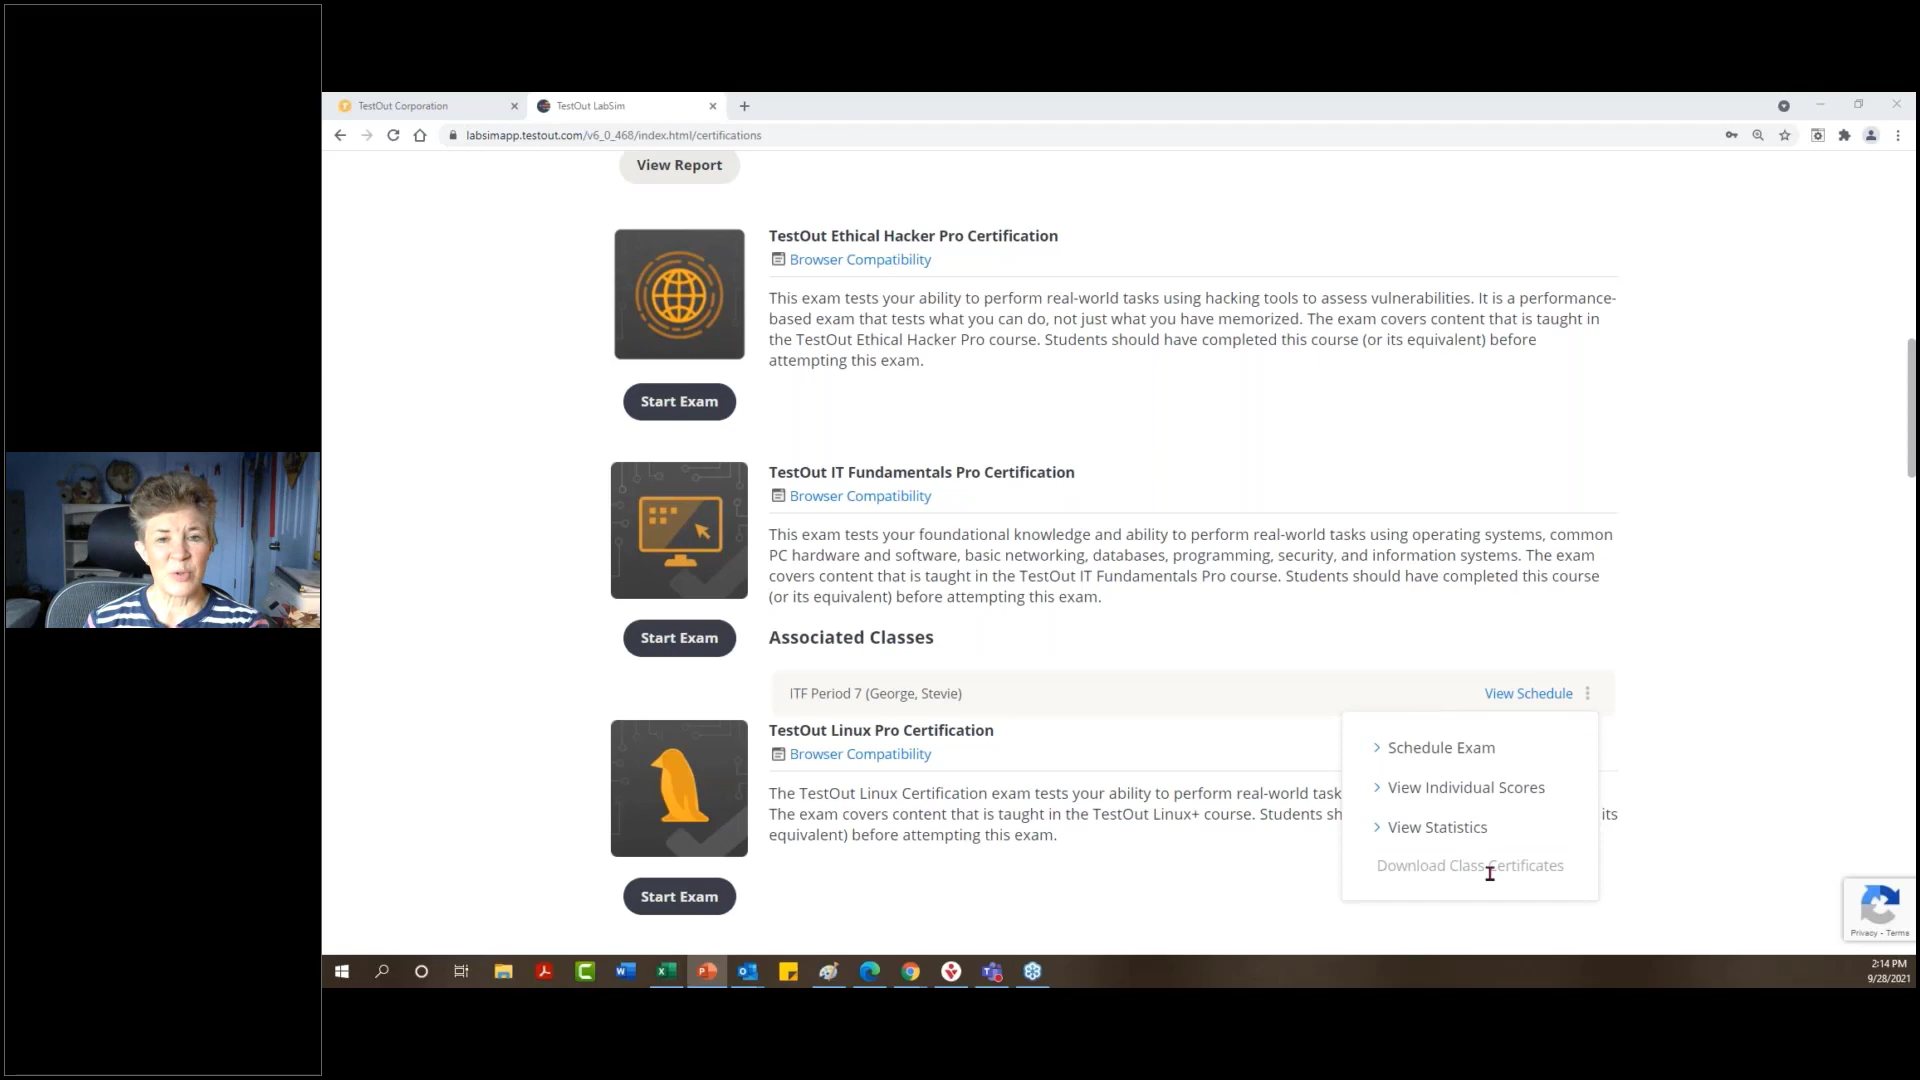 TestOut Corporation
TestOut LabSim
labsimapp.testout.com/v6_0_468/index.html/certifications
View Report
TestOut Ethical Hacker Pro Certification
Browser Compatibility
This exam tests your ability to perform real-world tasks using hacking tools to assess vulnerabilities. It is a performance-
based exam that tests what you can do, not just what you have memorized. The exam covers content that is taught in
the TestOut Ethical Hacker Pro course. Students should have completed this course (or its equivalent) before
attempting this exam.
Start Exam
TestOut IT Fundamentals Pro Certification
Browser Compatibility
This exam tests your foundational knowledge and ability to perform real-world tasks using operating systems, common
PC hardware and software, basic networking, databases, programming, security, and information systems. The exam
covers content that is taught in the TestOut IT Fundamentals Pro course. Students should have completed this course
(or its equivalent) before attempting this exam.
Start Exam
Associated Classes
ITF Period 7 (George, Stevie)
View Schedule
Schedule Exam
View Individual Scores
View Statistics
Download Class Certificates
TestOut Linux Pro Certification
Browser Compatibility
The TestOut Linux Certification exam tests your ability to perform real-world task
The exam covers content that is taught in the TestOut Linux+ course. Students sh its
equivalent) before attempting this exam.
Start Exam
Privacy - Terms
2:14 PM
9/28/2021